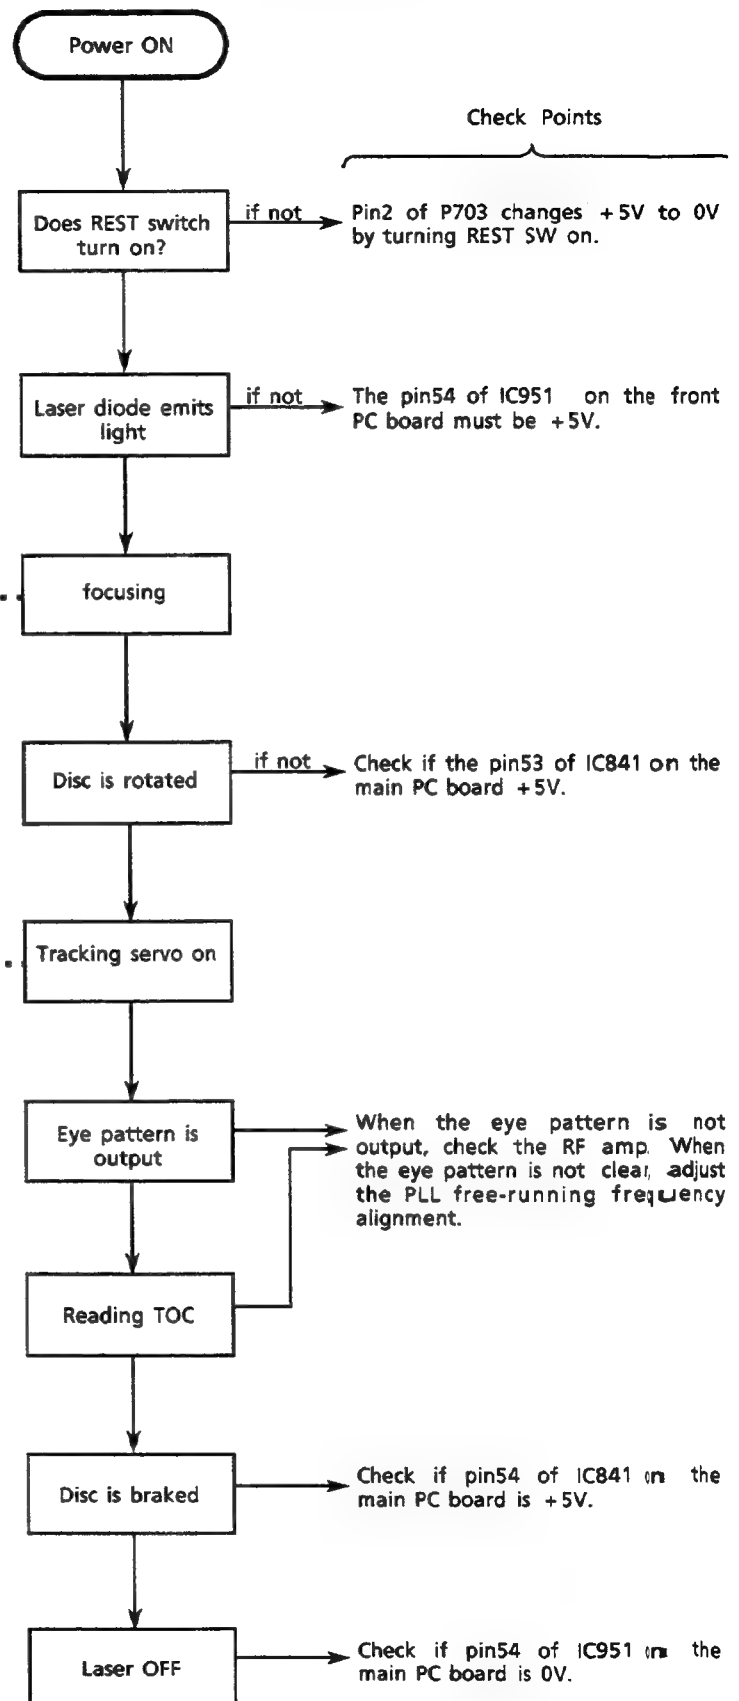 Power ON
Check Points
Does REST switch
turn on?
if not
Pin2 of P703 changes +5V to 0V
by turning REST SW on.
Laser diode emits
light
if not
The pin54 of IC951 on the front
PC board must be +5V.
focusing
Disc is rotated
if not
Check if the pin53 of IC841 on the
main PC board +5V.
Tracking servo on
Eye pattern is
output
When the eye pattern is not
output, check the RF amp. When
the eye pattern is not clear, adjust
the PLL free-running frequency
alignment.
Reading TOC
Disc is braked
Check if pin54 of IC841 on the
main PC board is +5V.
Laser OFF
Check if pin54 of IC951 on the
main PC board is 0V.